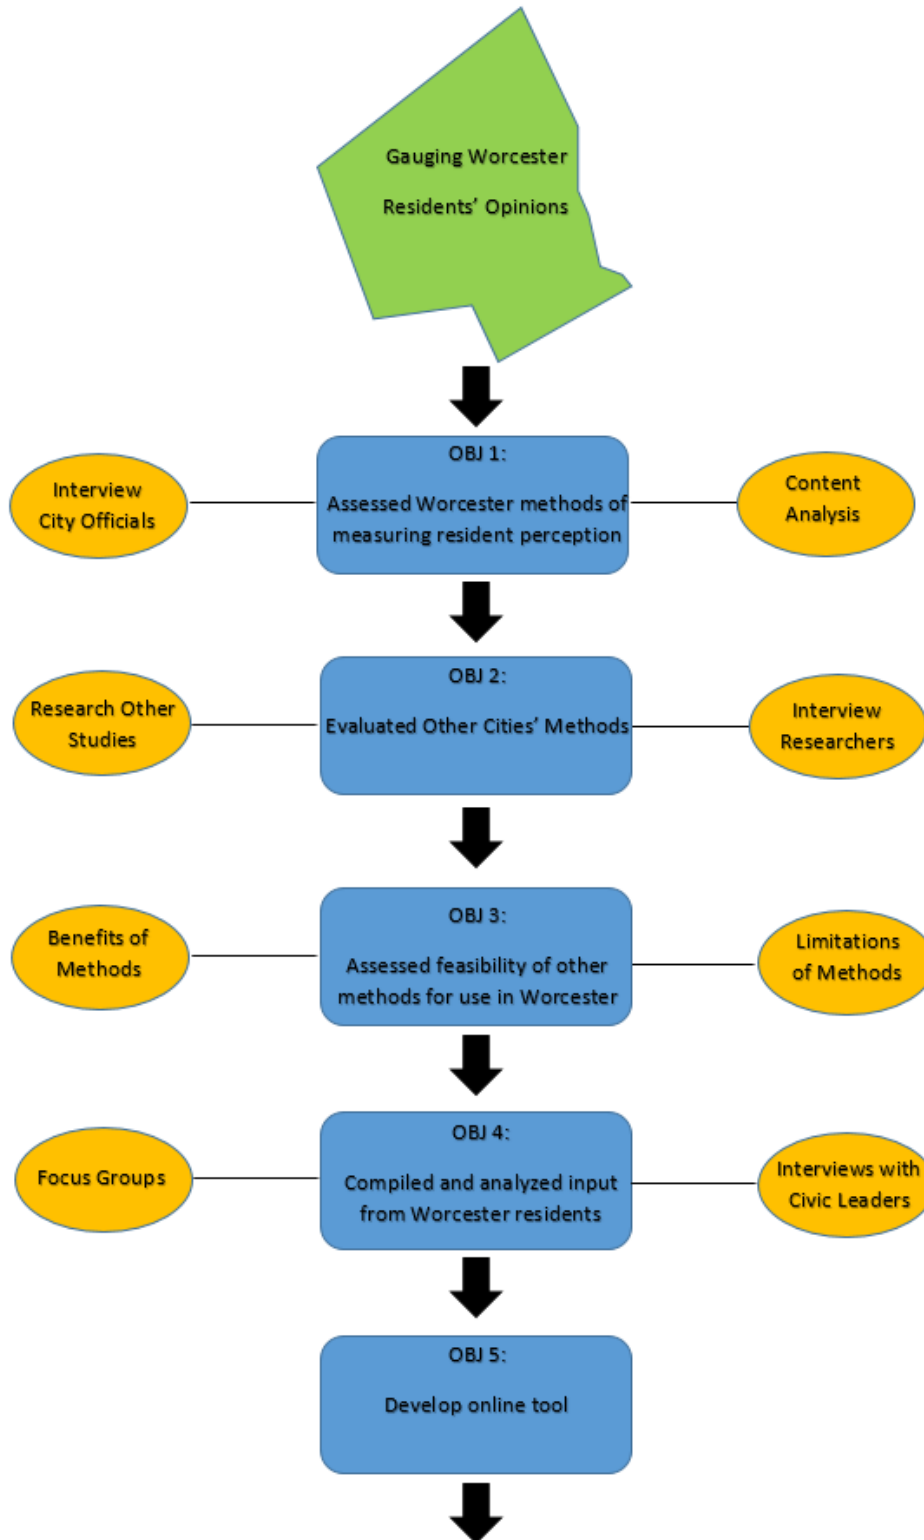 Gauging Worcester
Residents’ Opinions
OBJ 1:
Interview
City Officials
Assessed Worcester methods of
measuring resident perception
Content
Analysis
OBJ 2:
Research Other
Studies
Evaluated Other Cities’ Methods
Interview
Researchers
OBJ 3:
Benefits of
Methods
Assessed feasibility of other
methods for use in Worcester
Limitations
of Methods
OBJ 4:
Focus Groups
Compiled and analyzed input
from Worcester residents
Interviews with
Civic Leaders
OBJ 5:
Develop online tool